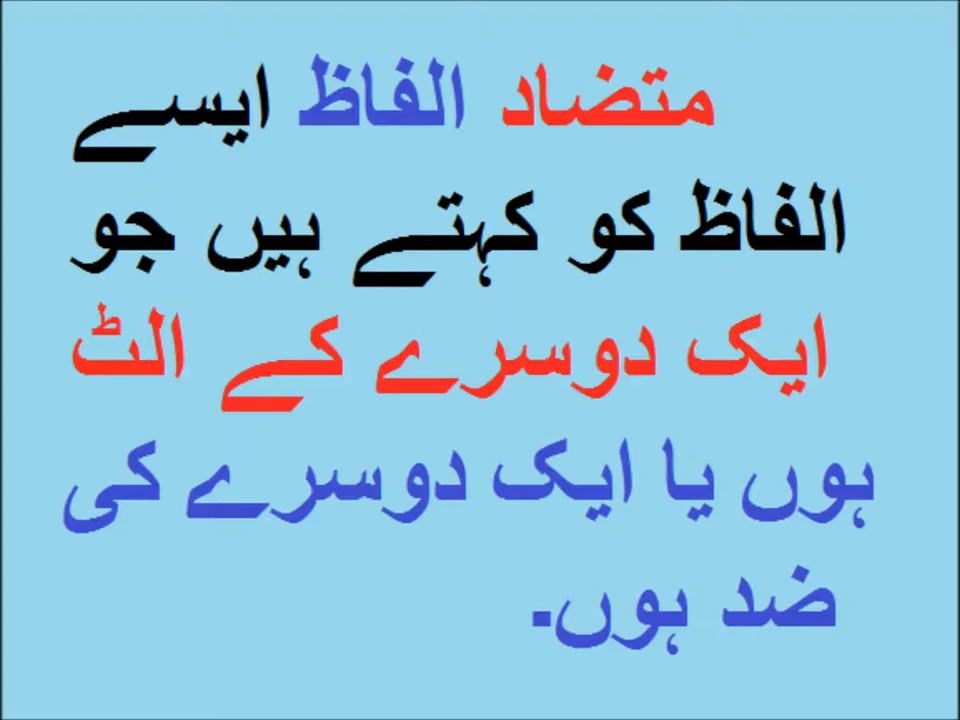 متضاد الفاظ ایسے
الفاظ کو کہتے ہیں جو
ایک دوسرے کے الٹ
ہوں یا ایک دوسرے کی
ضد ہوں۔